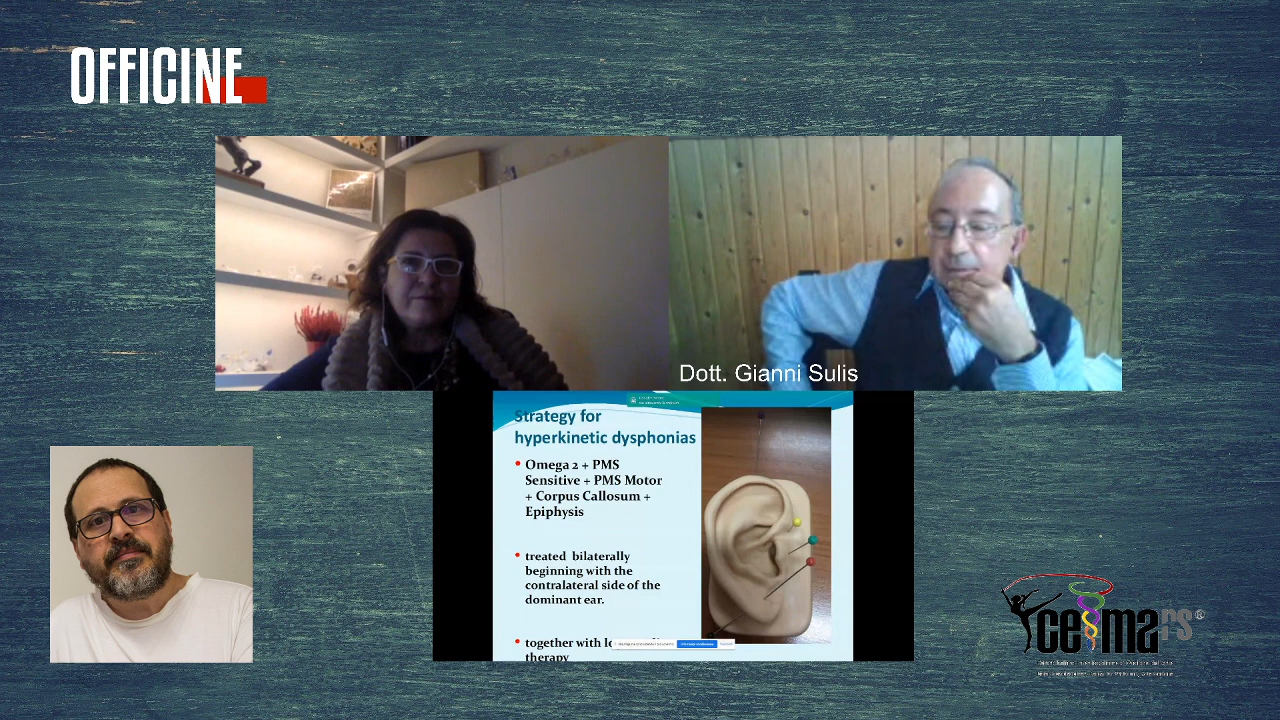 OFFICINE
Dott. Gianni Sulis
Strategy for
hyperkinetic dysphonias
• Omega 2 + PMS
Sensitive + PMS Motor
+ Corpus Callosum +
Epiphysis
• treated bilaterally
beginning with the
contralateral side of the
dominant ear.
• together with
therapy
ceimars®